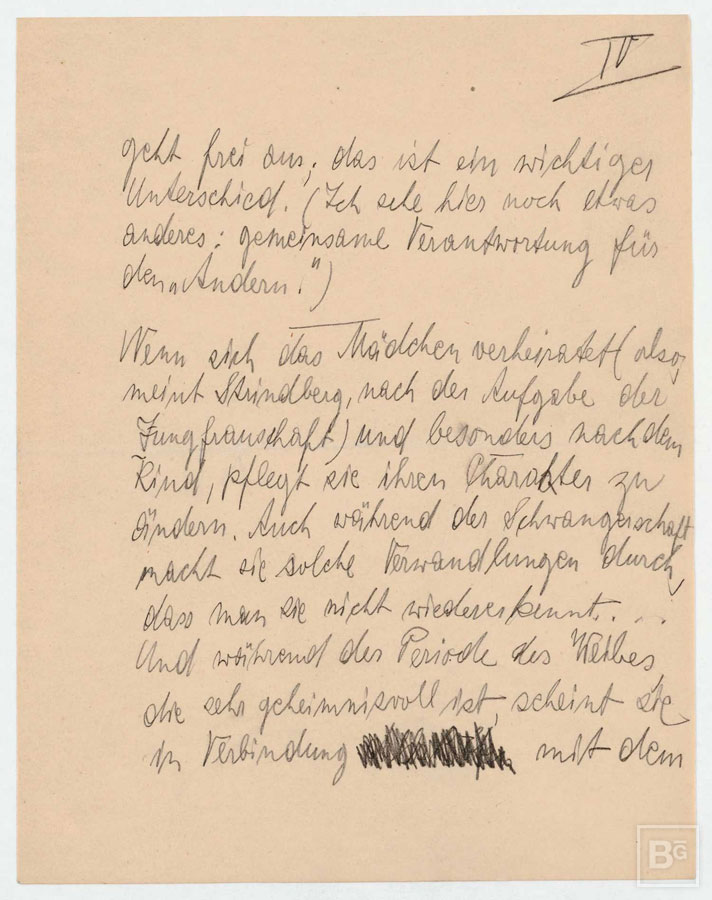 IV
geht frei aus; das ist ein wichtiger
Unterschied. (Ich sehe hier noch etwas
anderes: gemeinsame Verantwortung für
den „Andern.")
Wenn sich das Mädchen verheiratet (also,
meint Strindberg, nach der Aufgabe der
Jungfrauschaft) und besonders nach dem
Kind, pflegt sie ihren Charakter zu
ändern. Auch während der Schwangerschaft
macht sie solche Verwandlungen durch,
dass man sie nicht wiedererkennt. . .
Und während der Periode des Weibes
die sehr geheimnisvoll ist, scheint sie
in Verbindung mit dem
BG